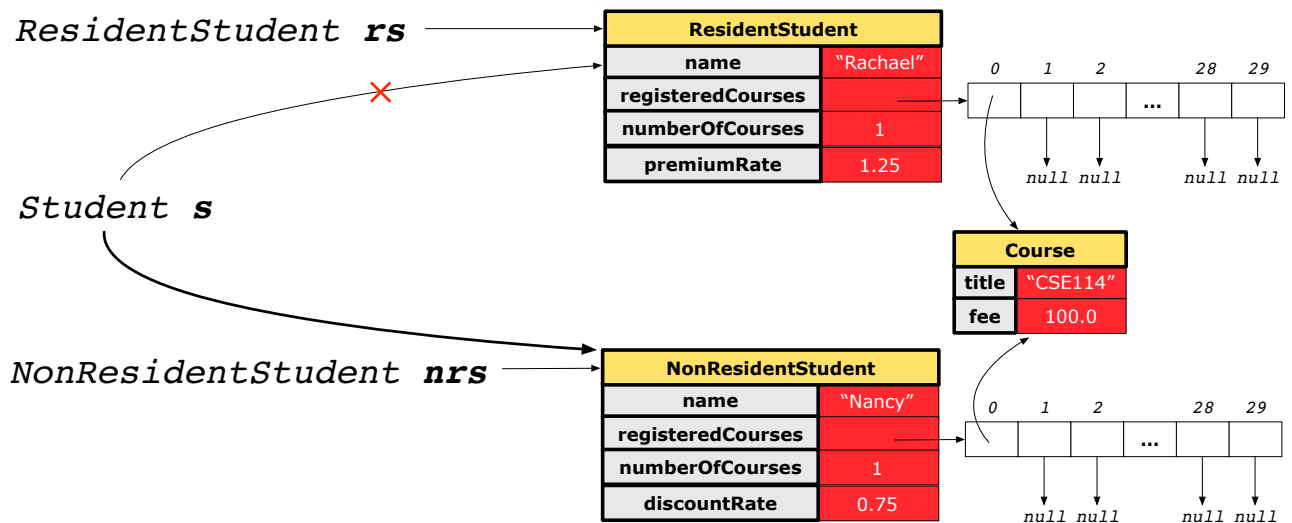 ResidentStudent rs
ResidentStudent
name “Rachael”
registeredCourses
numberOfCourses 1
premiumRate 1.25
0 1 2 28 29
...
null null null null
Student s
Course
title “CSE114”
fee 100.0
NonResidentStudent nrs
NonResidentStudent
name “Nancy”
registeredCourses
numberOfCourses 1
discountRate 0.75
0 1 2 28 29
...
null null null null